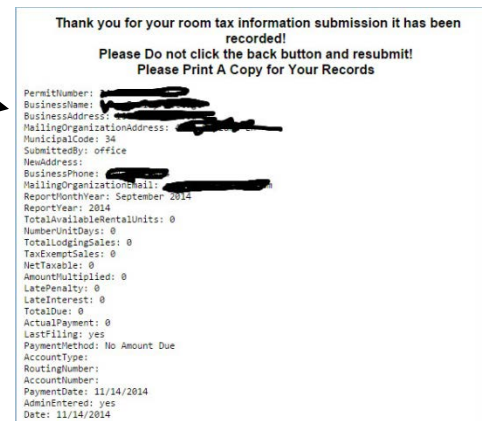 Thank you for your room tax information submission it has been
recorded!
Please Do not click the back button and resubmit!
Please Print A Copy for Your Records
PermitNumber:
BusinessName:
BusinessAddress:
MailingOrganizationAddress:
MunicipalCode: 34
SubmittedBy: office
NewAddress:
BusinessPhone:
MailingOrganizationEmail:
ReportMonthYear: September 2014
ReportYear: 2014
TotalAvailableRentalUnits: 0
NumberUnitDays: 0
TotalLodgingSales: 0
TaxExemptSales: 0
NetTaxable: 0
AmountMultiplied: 0
LatePenalty: 0
LateInterest: 0
TotalDue: 0
ActualPayment: 0
LastFiling: yes
PaymentMethod: No Amount Due
AccountType:
RoutingNumber:
AccountNumber:
PaymentDate: 11/14/2014
AdminEntered: yes
Date: 11/14/2014